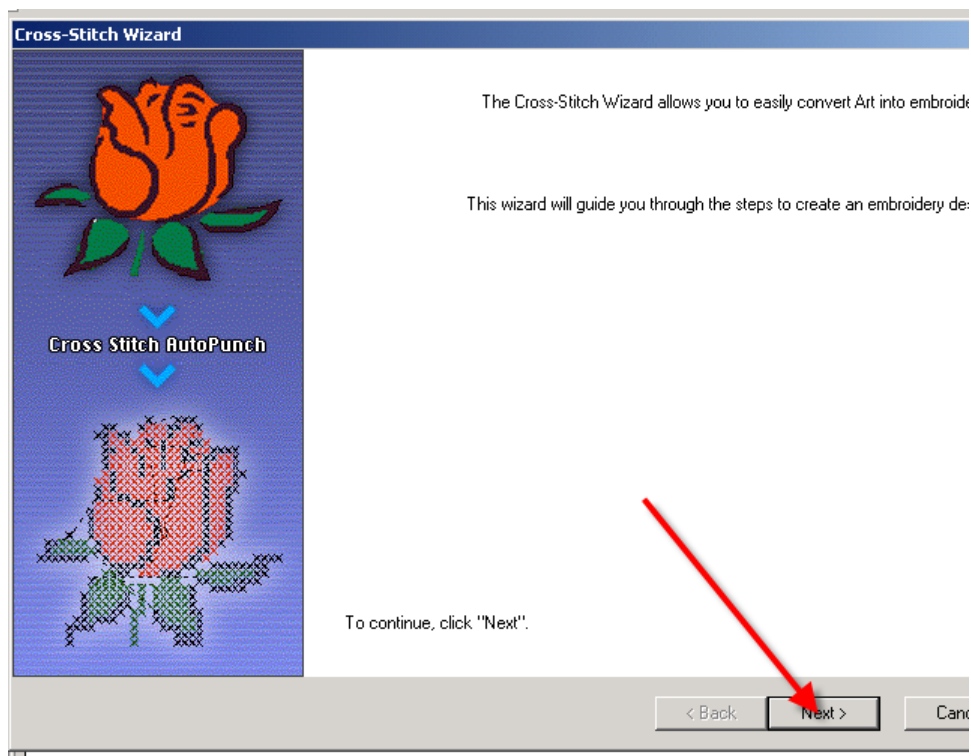 Cross-Stitch Wizard
The Cross-Stitch Wizard allows you to easily convert Art into
This wizard will guide you through the steps to create an embroidery
Cross Stitch AutoPunch
To continue, click "Next".
< Back
Next >